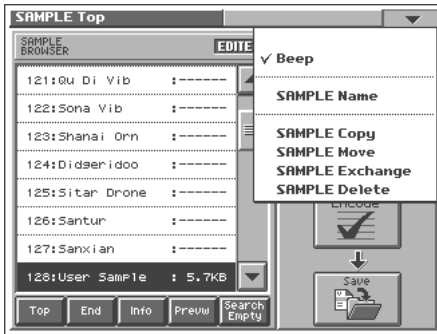 SAMPLE Top
SAMPLE
BROWSER
EDITE
121:Qu Di Vib :------
122:Sona Vib :------
123:Shanai Orn :------
124:Didgeridoo :------
125:Sitar Drone :------
126:Santur :------
127:Sanxian :------
128:User Sample : 5.7KB
Top End Info Prevw Search Empty
✓ Beep
SAMPLE Name
SAMPLE Copy
SAMPLE Move
SAMPLE Exchange
SAMPLE Delete
Encode
Save